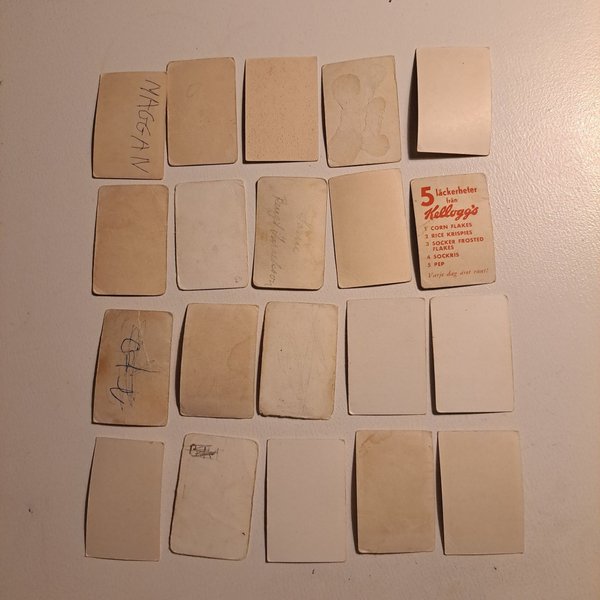 MAGGAN
5 läckerheter
från
Kellogg's
1 CORN FLAKES
2 RICE KRISPIES
3 SOCKER FROSTED
FLAKES
4 SOCKRIS
5 PEP
Varje dag året runt!